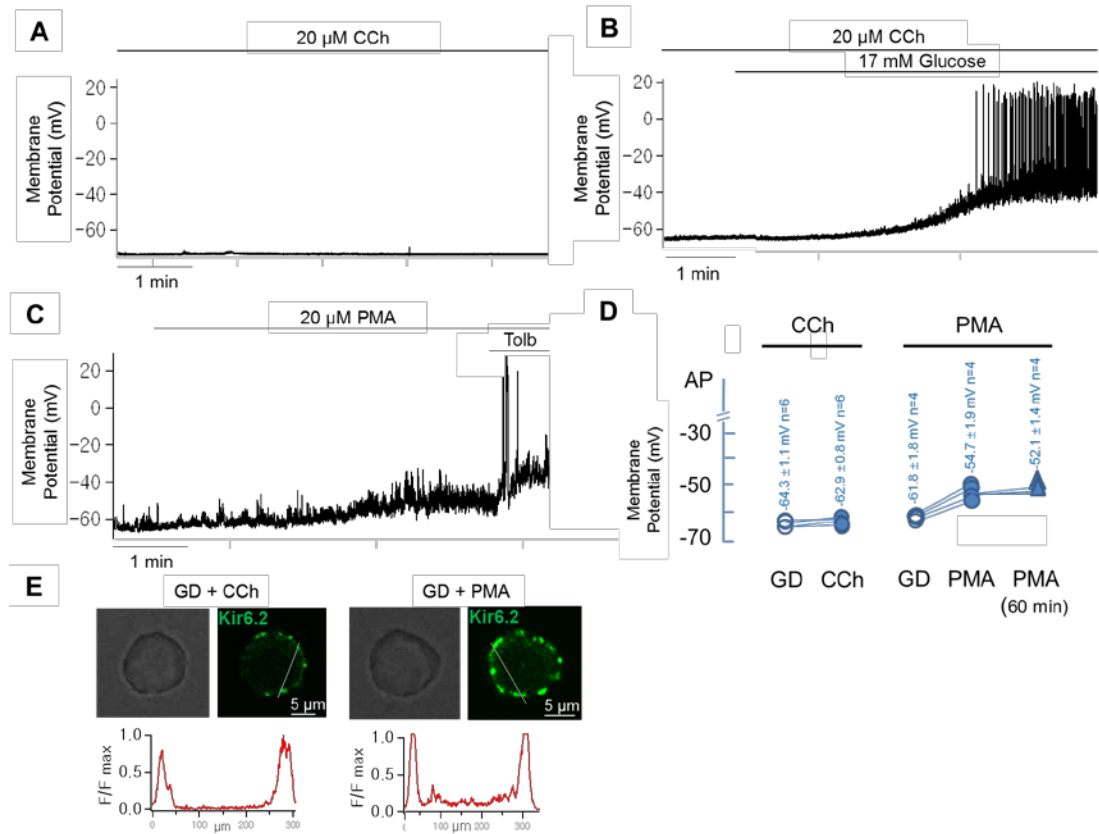 A
20 µM CCh
Membrane
Potential (mV)
20
0
−20
−40
−60
1 min
B
20 µM CCh
17 mM Glucose
Membrane
Potential (mV)
20
0
−20
−40
−60
1 min
C
20 µM PMA
Tolb
Membrane
Potential (mV)
20
0
−20
−40
−60
1 min
D
CCh
PMA
AP
-30
-50
-70
Membrane
Potential (mV)
-64.3 ± 1.1 mV n=6
-62.9 ± 0.8 mV n=6
-61.8 ± 1.8 mV n=4
-54.7 ± 1.9 mV n=4
-52.1 ± 1.4 mV n=4
GD
CCh
GD
PMA
PMA
(60 min)
E
GD + CCh
GD + PMA
Kir6.2
5 µm
Kir6.2
5 µm
F/F max
1.0
0.5
0.0
0
100
µm
200
300
F/F max
1.0
0.5
0.0
100
µm
200
300